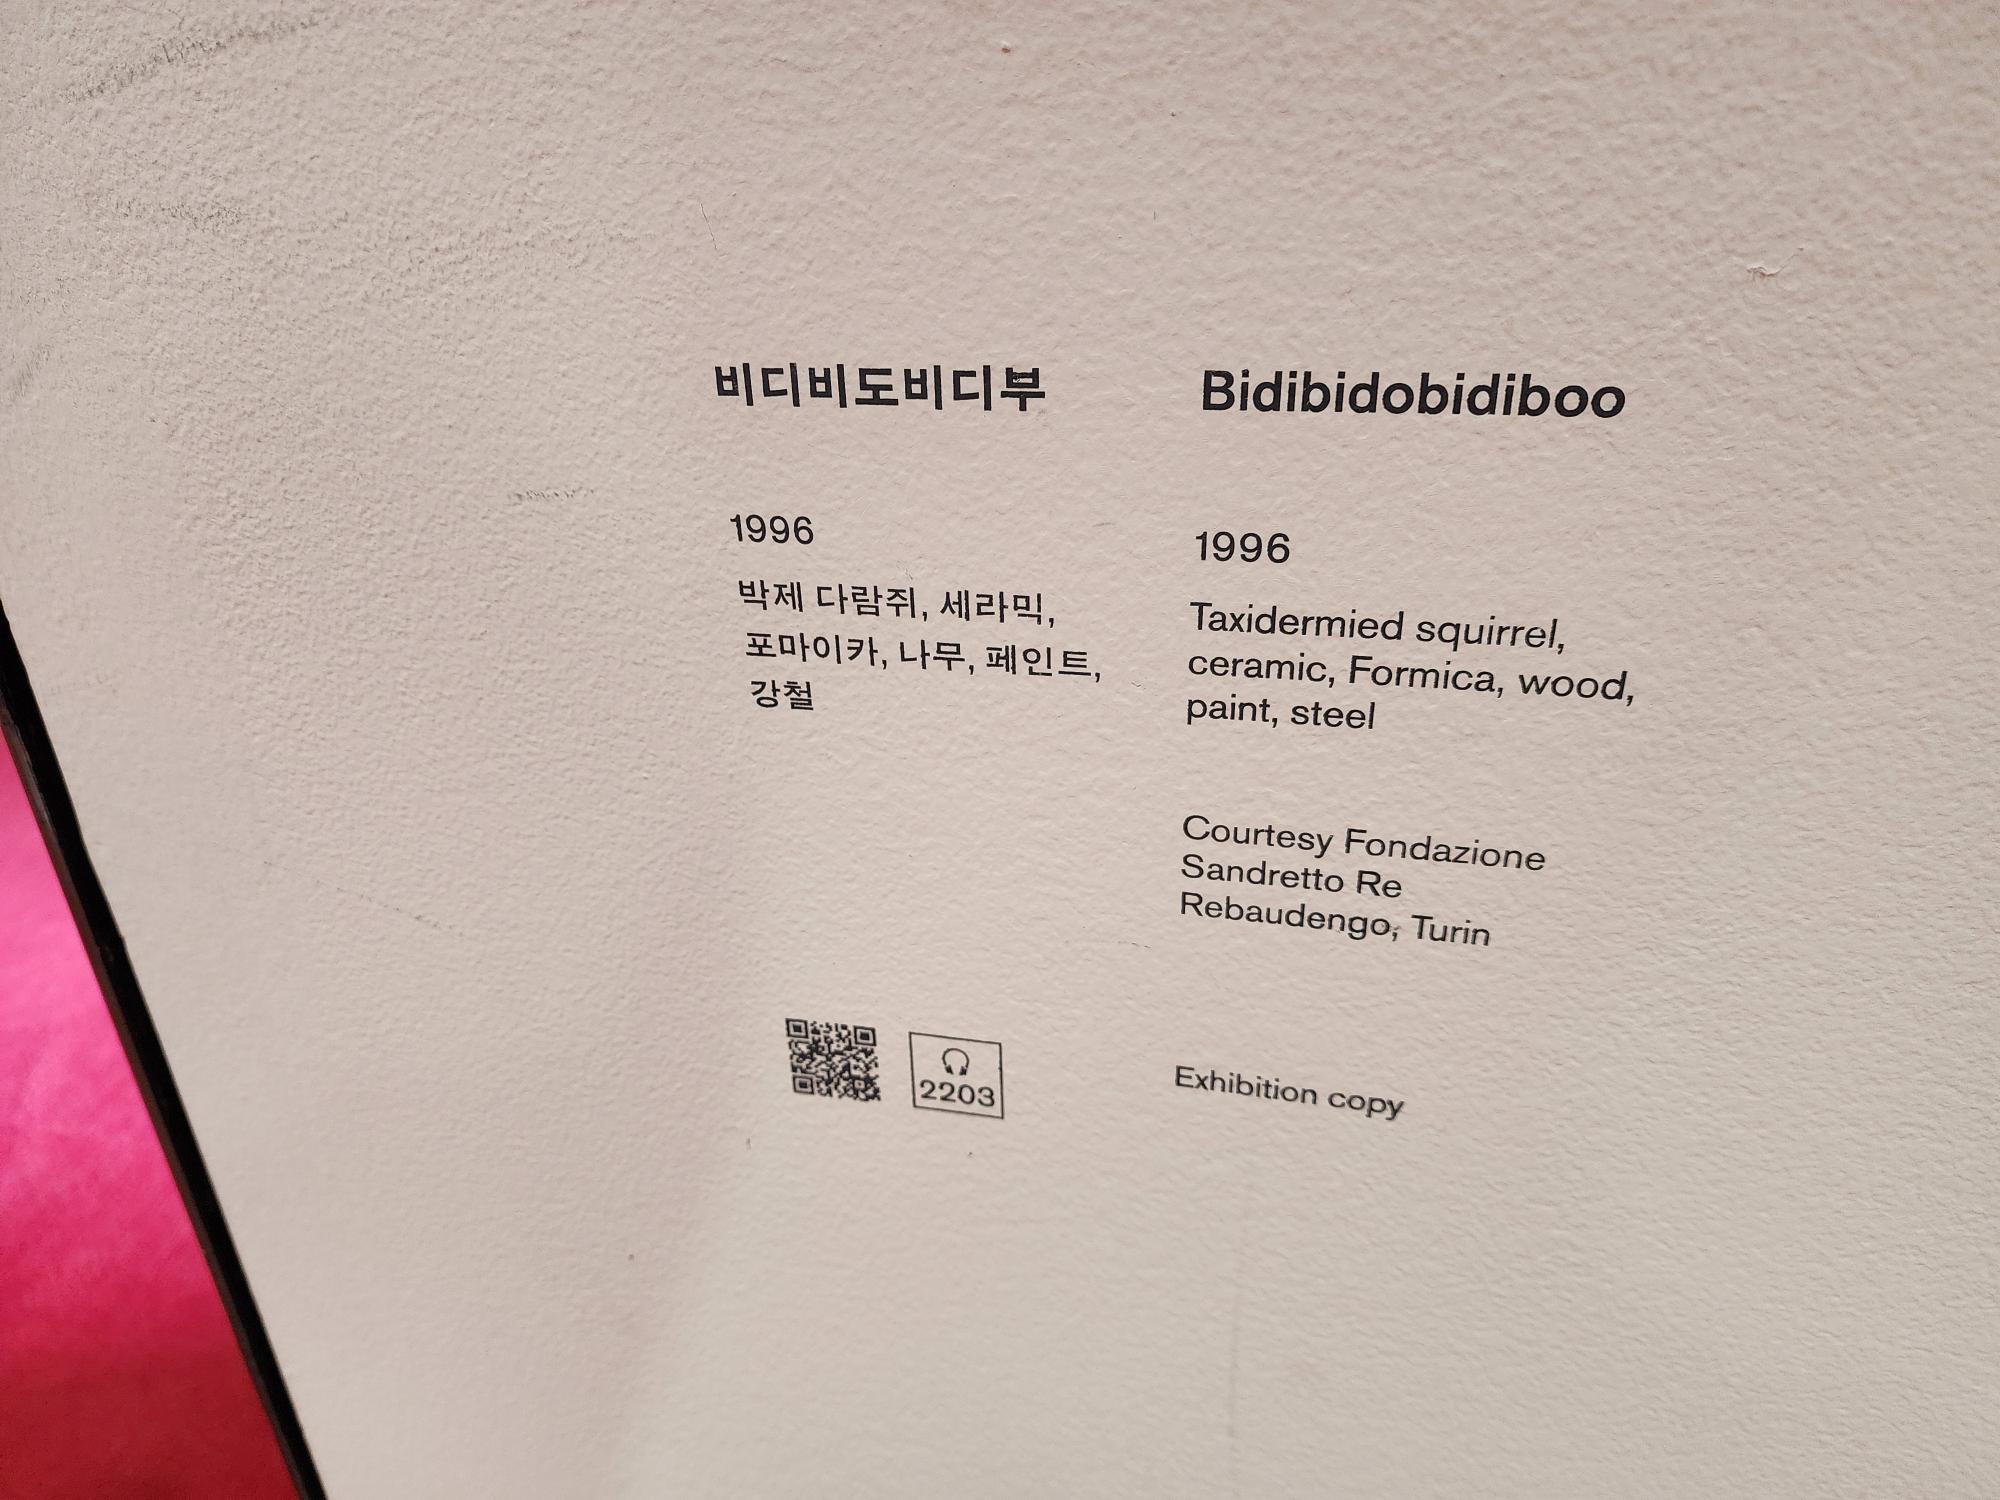 비디비도비디부
1996
박제 다람쥐, 세라믹,
포마이카, 나무, 페인트,
강철
2203
Bidibidobidiboo
1996
Taxidermied squirrel,
ceramic, Formica, wood,
paint, steel
Courtesy Fondazione
Sandretto Re
Rebaudengo, Turin
Exhibition copy